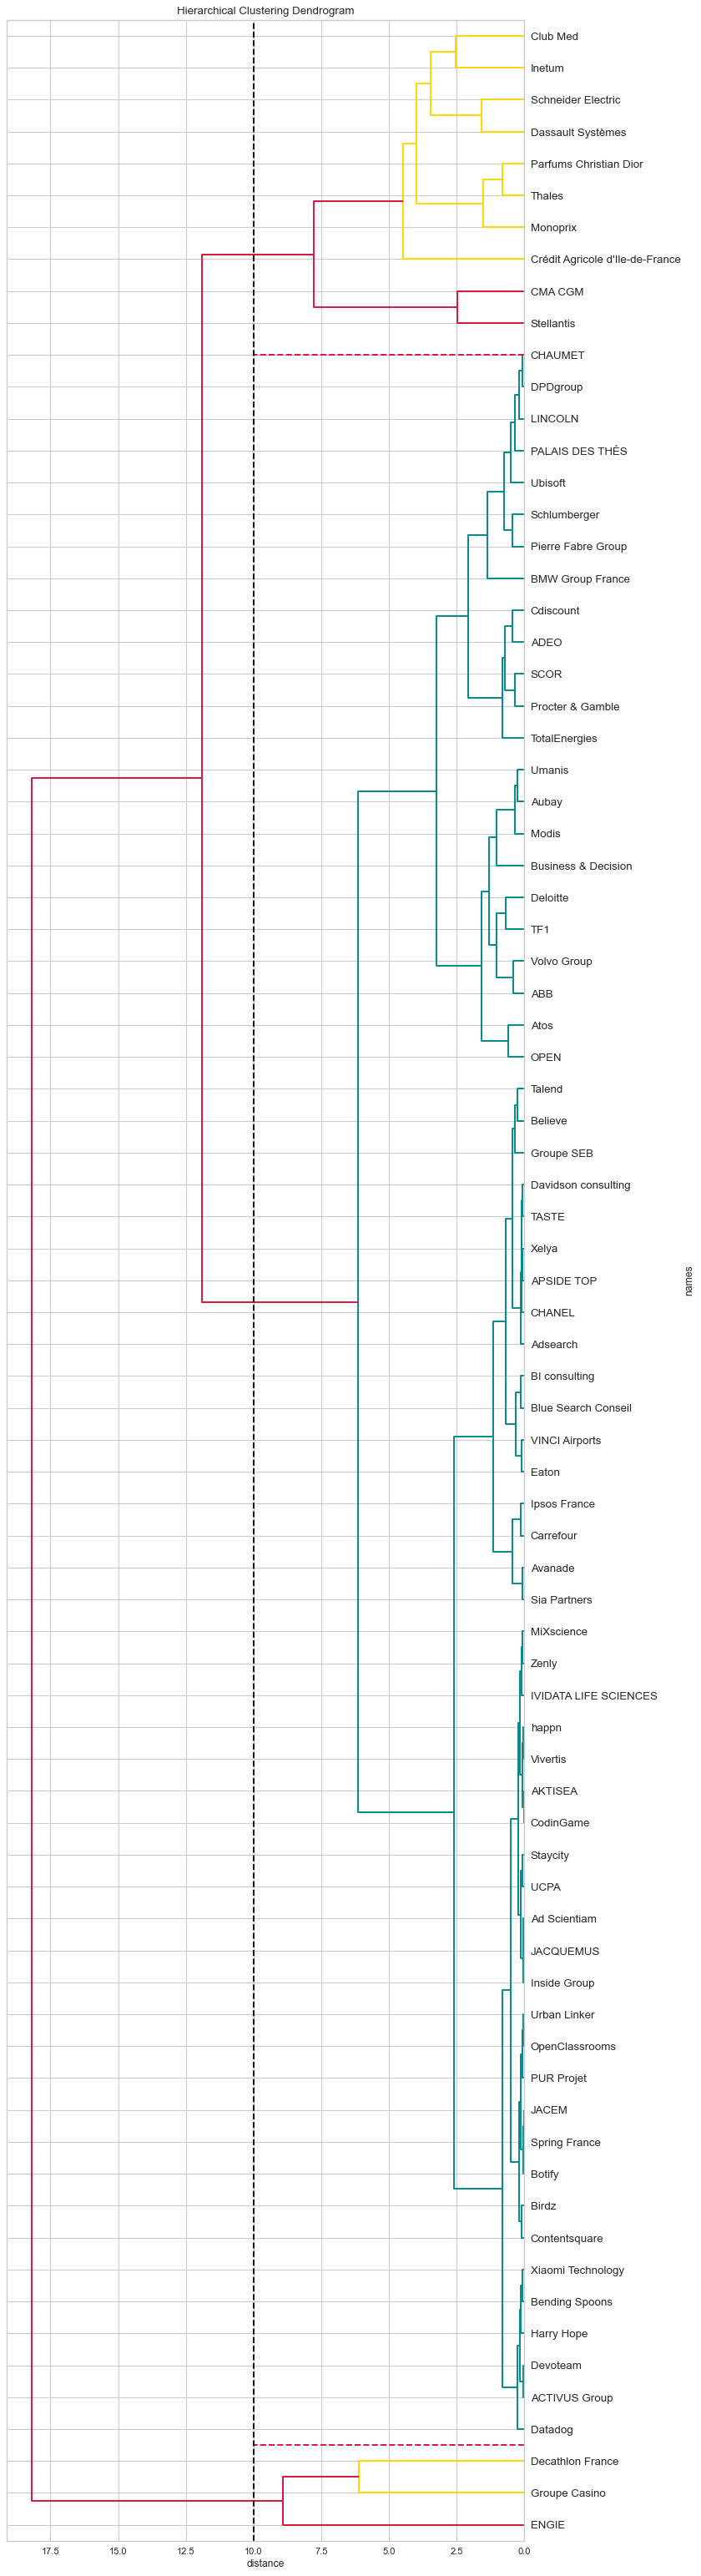 Hierarchical Clustering Dendrogram
Club Med
Inetum
Schneider Electric
Dassault Systèmes
Parfums Christian Dior
Thales
Monoprix
Crédit Agricole d'Ile-de-France
CMA CGM
Stellantis
CHAUMET
DPDgroup
LINCOLN
PALAIS DES THÉS
Ubisoft
Schlumberger
Pierre Fabre Group
BMW Group France
Cdiscount
ADEO
SCOR
Procter & Gamble
TotalEnergies
Umanis
Aubay
Modis
Business & Decision
Deloitte
TF1
Volvo Group
ABB
Atos
OPEN
Talend
Believe
Groupe SEB
Davidson consulting
TASTE
Xelya
names
APSIDE TOP
CHANEL
Adsearch
BI consulting
Blue Search Conseil
VINCI Airports
Eaton
Ipsos France
Carrefour
Avanade
Sia Partners
MiXscience
Zenly
IVIDATA LIFE SCIENCES
happn
Vivertis
AKTISEA
CodinGame
Staycity
UCPA
Ad Scientiam
JACQUEMUS
Inside Group
Urban Linker
OpenClassrooms
PUR Projet
JACEM
Spring France
Botify
Birdz
Contentsquare
Xiaomi Technology
Bending Spoons
Harry Hope
Devoteam
ACTIVUS Group
Datadog
Decathlon France
Groupe Casino
ENGIE
17.5 15.0 12.5 10.0 7.5 5.0 2.5 0.0
distance